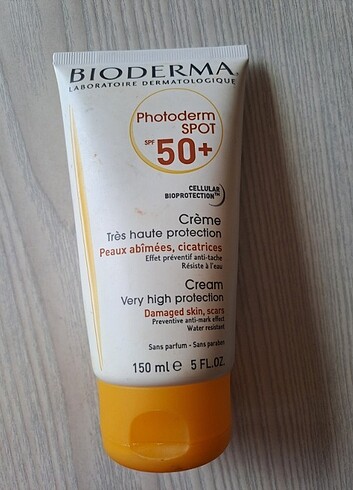 BIODERMA
LABORATOIRE DERMATOLOGIQUE
Photoderm
SPOT
SPF 50+
CELLULAR
BIOPROTECTION™
Crème
Très haute protection
Peaux abîmées, cicatrices
Effet préventif anti-tache
Résiste à l'eau
Cream
Very high protection
Damaged skin, scars
Preventive anti-mark effect
Water resistant
Sans parfum - Sans paraben
150 ml e 5 FL.OZ.